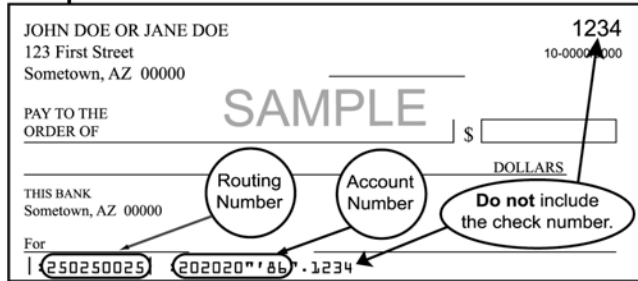 JOHN DOE OR JANE DOE
1234
123 First Street
10-0000
Sometown, AZ 00000
SAMPLE
PAY TO THE
ORDER OF
$
DOLLARS
Routing
Number
Account
Number
Do not include
the check number.
THIS BANK
Sometown, AZ 00000
For
|:250250025| :202020"'86".1234